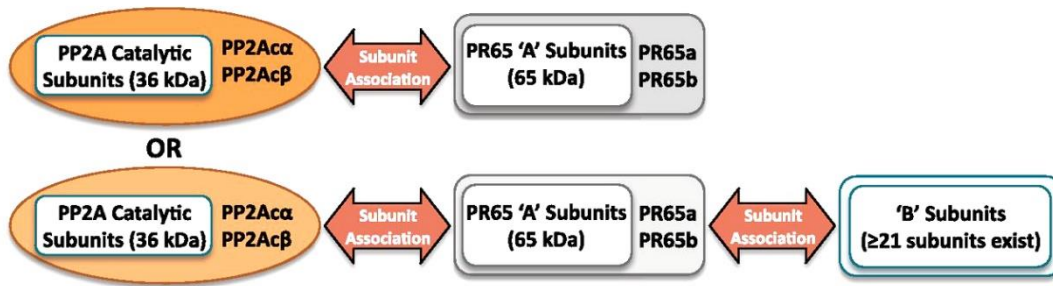 PP2A Catalytic
Subunits (36 kDa)
PP2Acα
PP2Acβ
Subunit
Association
PR65 ‘A’ Subunits
(65 kDa)
PR65a
PR65b
OR
PP2A Catalytic
Subunits (36 kDa)
PP2Acα
PP2Acβ
Subunit
Association
PR65 ‘A’ Subunits
(65 kDa)
PR65a
PR65b
Subunit
Association
‘B’ Subunits
(≥21 subunits exist)